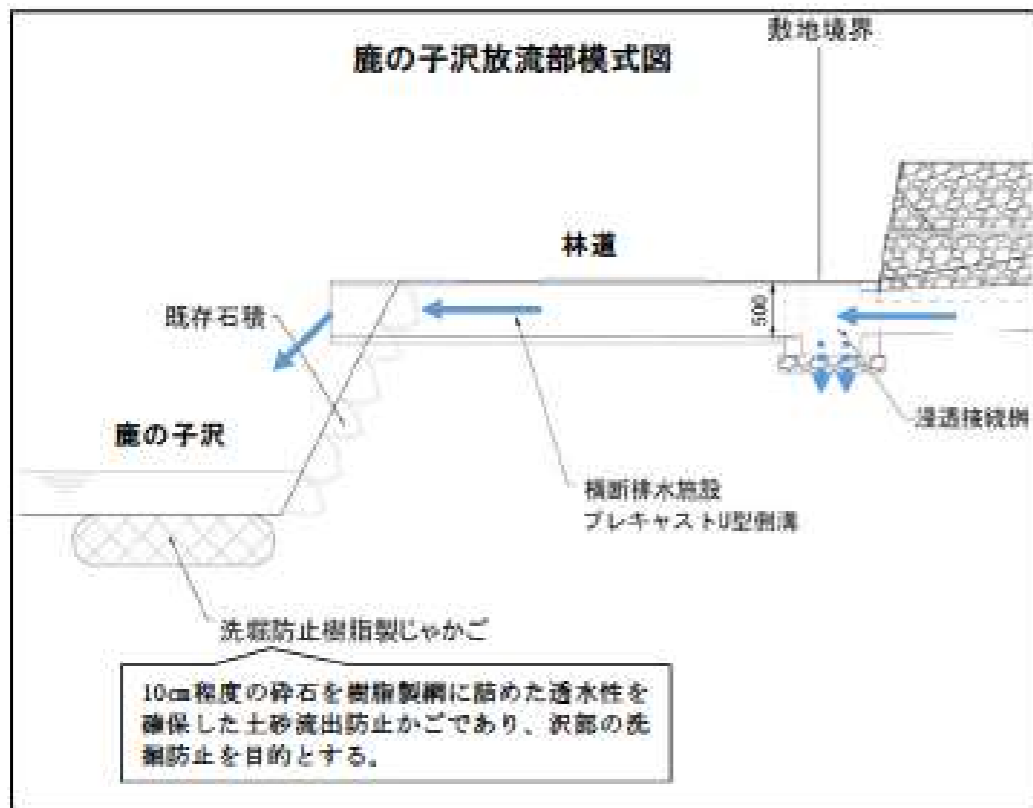 敷地境界
鹿の子沢放流部模式図
林道
既存石積
500
浸透接続桝
鹿の子沢
横断排水施設
プレキャストU型側溝
洗堀防止樹脂製じゃかご
10㎝程度の砕石を樹脂製網に詰めた透水性を
確保した土砂流出防止かごであり、沢部の洗
掘防止を目的とする。